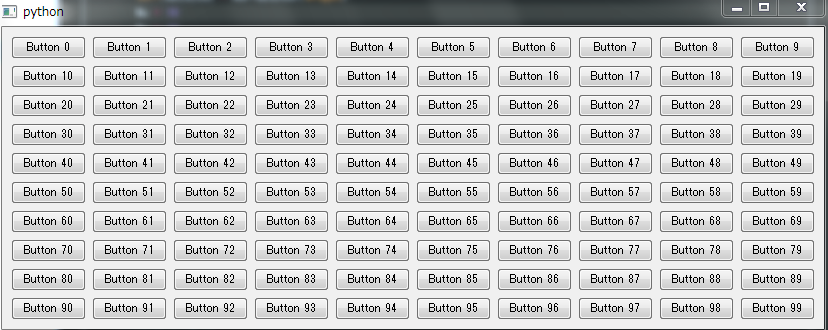 python
Button 0 Button 1 Button 2 Button 3 Button 4 Button 5 Button 6 Button 7 Button 8 Button 9
Button 10 Button 11 Button 12 Button 13 Button 14 Button 15 Button 16 Button 17 Button 18 Button 19
Button 20 Button 21 Button 22 Button 23 Button 24 Button 25 Button 26 Button 27 Button 28 Button 29
Button 30 Button 31 Button 32 Button 33 Button 34 Button 35 Button 36 Button 37 Button 38 Button 39
Button 40 Button 41 Button 42 Button 43 Button 44 Button 45 Button 46 Button 47 Button 48 Button 49
Button 50 Button 51 Button 52 Button 53 Button 54 Button 55 Button 56 Button 57 Button 58 Button 59
Button 60 Button 61 Button 62 Button 63 Button 64 Button 65 Button 66 Button 67 Button 68 Button 69
Button 70 Button 71 Button 72 Button 73 Button 74 Button 75 Button 76 Button 77 Button 78 Button 79
Button 80 Button 81 Button 82 Button 83 Button 84 Button 85 Button 86 Button 87 Button 88 Button 89
Button 90 Button 91 Button 92 Button 93 Button 94 Button 95 Button 96 Button 97 Button 98 Button 99